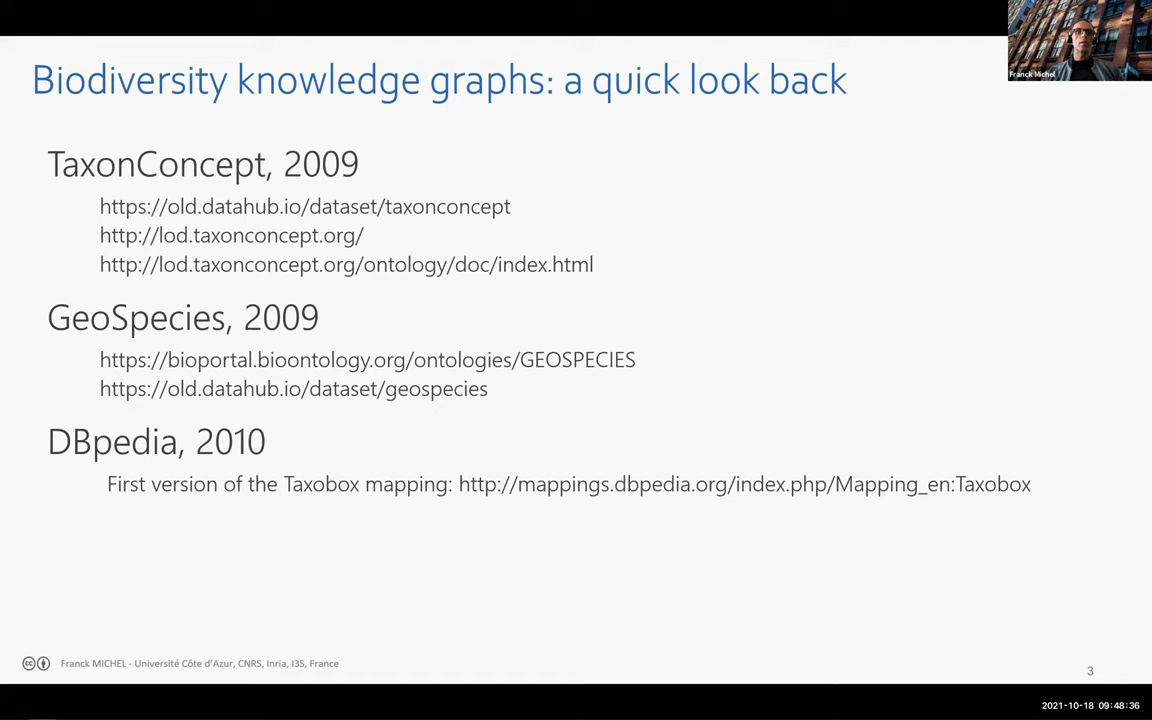 Franck Michel
Biodiversity knowledge graphs: a quick look back
TaxonConcept, 2009
https://old.datahub.io/dataset/taxonconcept
http://lod.taxonconcept.org/
http://lod.taxonconcept.org/ontology/doc/index.html
GeoSpecies, 2009
https://bioportal.bioontology.org/ontologies/GEOSPECIES
https://old.datahub.io/dataset/geospecies
DBpedia, 2010
First version of the Taxobox mapping: http://mappings.dbpedia.org/index.php/Mapping_en:Taxobox
cc Franck MICHEL - Université Côte d'Azur, CNRS, Inria, I3S, France
3
2021-10-18 09:48:36